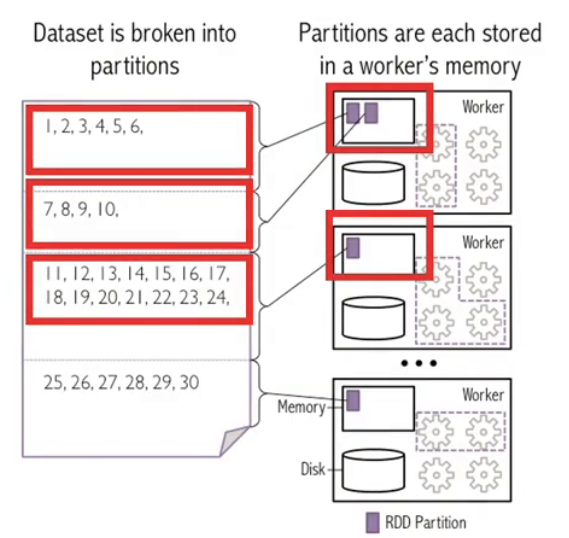 Dataset is broken into
partitions
Partitions are each stored
in a worker's memory
1, 2, 3, 4, 5, 6,
7, 8, 9, 10,
11, 12, 13, 14, 15, 16, 17,
18, 19, 20, 21, 22, 23, 24,
25, 26, 27, 28, 29, 30
Worker
Worker
Worker
Memory
Disk
RDD Partition